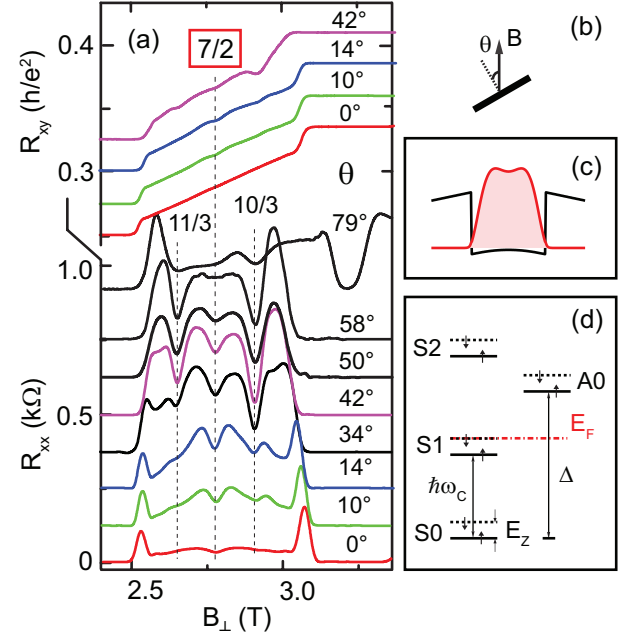 (a)
7/2
42°
14°
10°
0°
θ
R_xy (h/e²)
0.4
0.3
11/3
10/3
79°
58°
50°
42°
34°
14°
10°
0°
R_xx (kΩ)
1.0
0.5
0
2.5
3.0
B_⊥ (T)
(b)
θ
B
(c)
(d)
S2
A0
S1
E_F
ħω_C
Δ
S0
E_Z